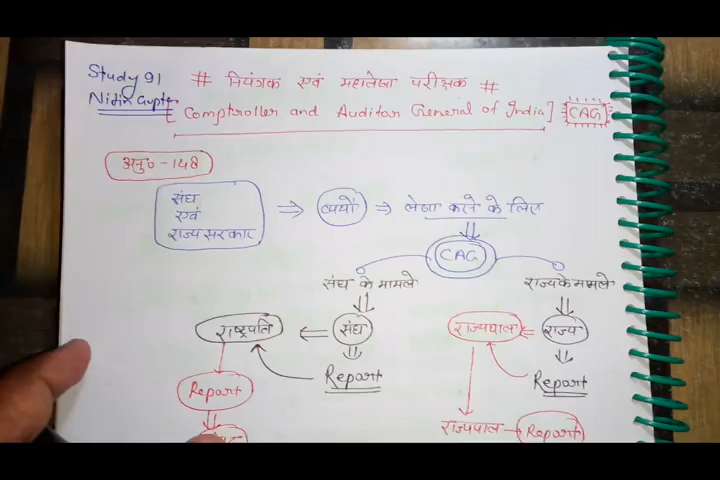 Study 91
Nitin Gupta
# नियंत्रक एवं महालेखा परीक्षक #
[Comptroller and Auditor General of India] CAG
अनु०-148
संघ
एवं
राज्य सरकार
⇒ व्ययों ⇒ लेखा करने के लिए
CAG
संघ के मामले
राज्य के मामले
राष्ट्रपति ⇐ संघ
राज्यपाल ⇐ राज्य
Report
Report
Report
राज्यपाल → Report